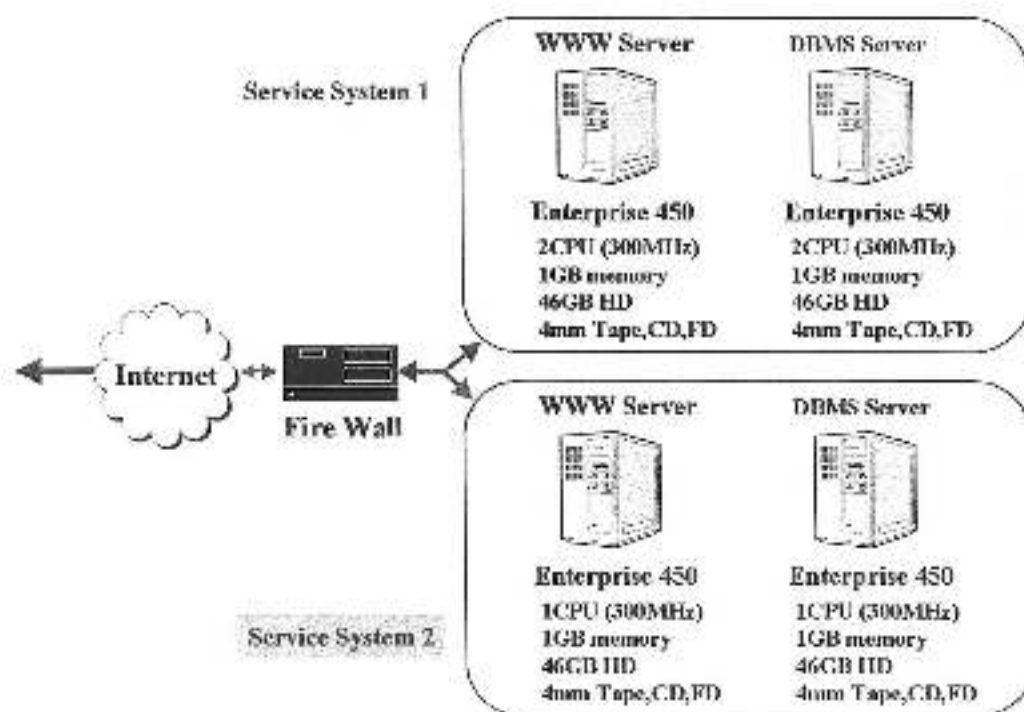 Service System 1
WWW Server
Enterprise 450
2CPU (300MHz)
1GB memory
46GB HD
4mm Tape,CD,FD
DBMS Server
Enterprise 450
2CPU (300MHz)
1GB memory
46GB HD
4mm Tape,CD,FD
Internet
Fire Wall
Service System 2
WWW Server
Enterprise 450
1CPU (300MHz)
1GB memory
46GB HD
4mm Tape,CD,FD
DBMS Server
Enterprise 450
1CPU (300MHz)
1GB memory
46GB HD
4mm Tape,CD,FD